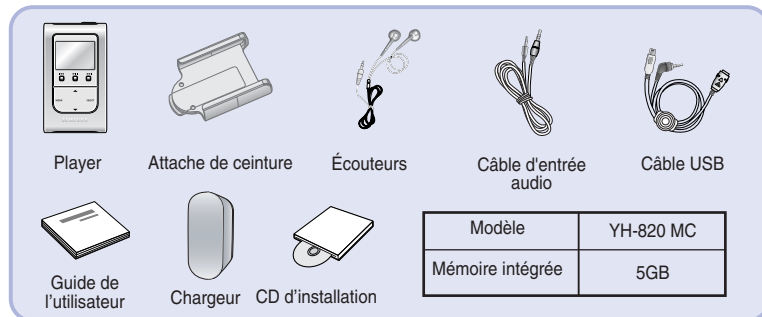 Player
Attache de ceinture
Écouteurs
Câble d'entrée
audio
Câble USB
Guide de
l’utilisateur
Chargeur
CD d’installation
Modèle
YH-820 MC
Mémoire intégrée
5GB